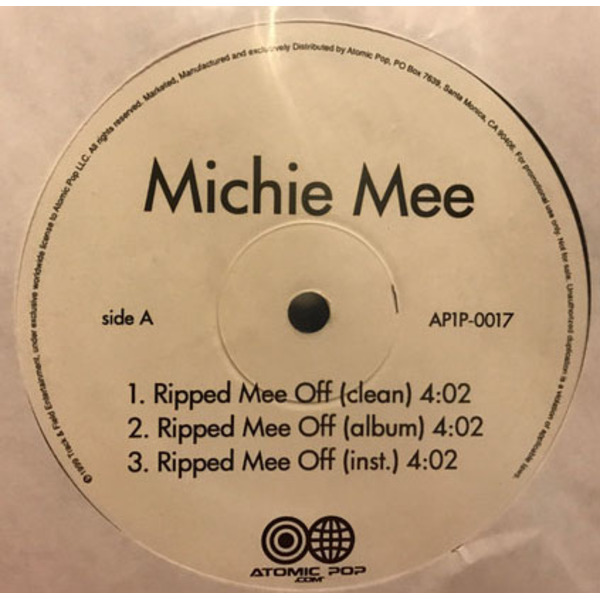 Michie Mee
side A
AP1P-0017
1. Ripped Mee Off (clean) 4:02
2. Ripped Mee Off (album) 4:02
3. Ripped Mee Off (inst.) 4:02
ATOMIC POP
.COM
℗1999 Track & Field Entertainment, under exclusive worldwide license to Atomic Pop LLC. All rights reserved. Marketed, Manufactured and exclusively Distributed by Atomic Pop, PO Box 7639, Santa Monica, CA 90406. For promotional use only. Not for sale. Unauthorized duplication is a violation of applicable laws.